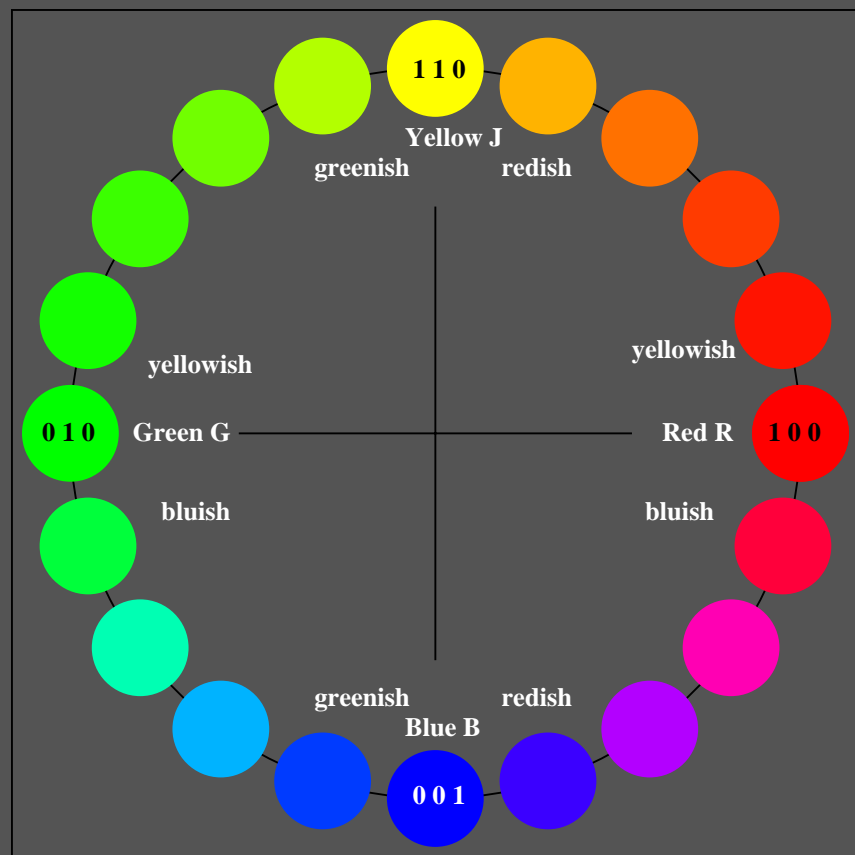 1 1 0
Yellow J
greenish redish
yellowish yellowish
0 1 0 Green G Red R 1 0 0
bluish bluish
greenish redish
Blue B
0 0 1